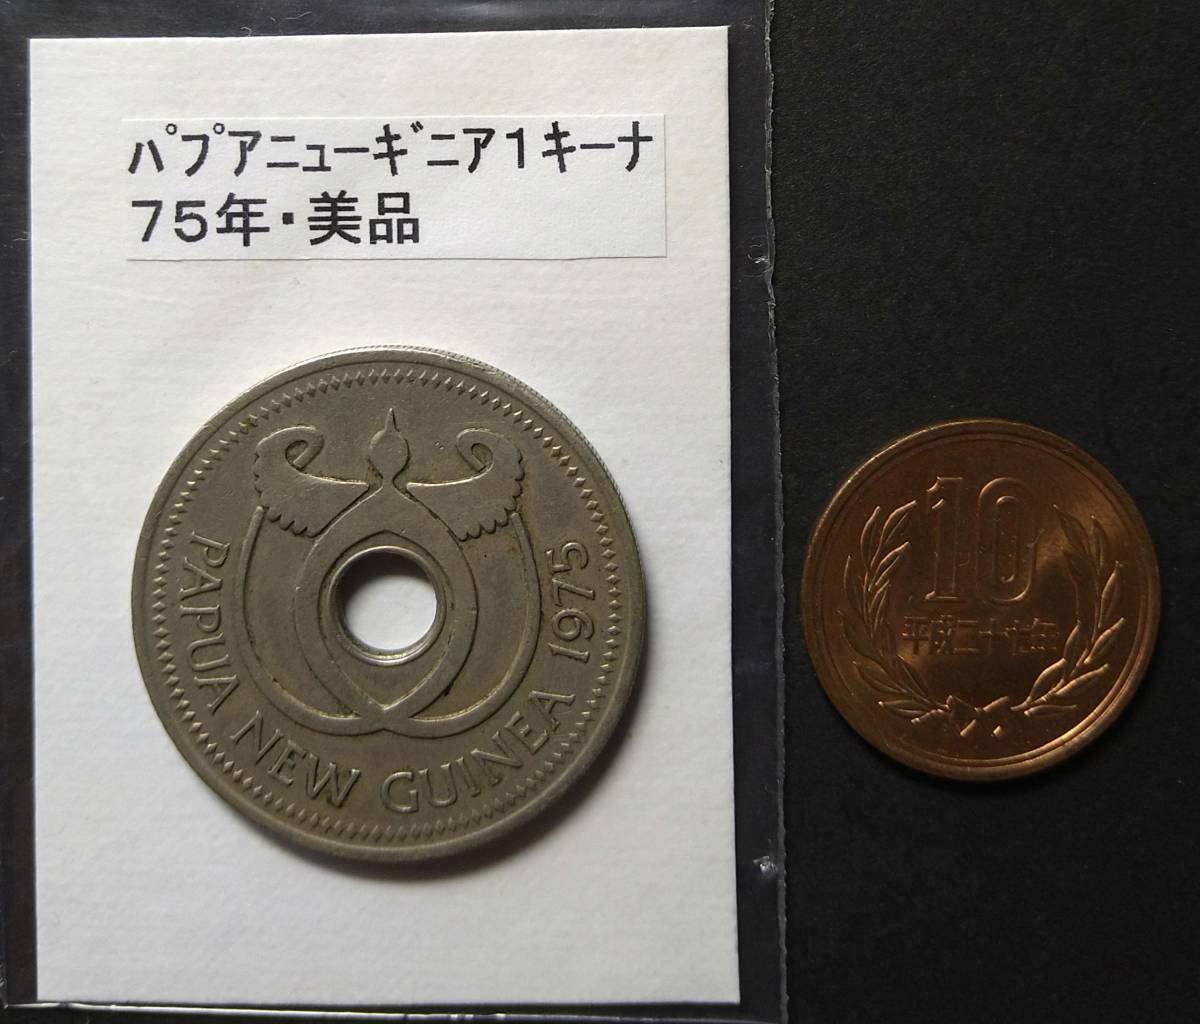 ﾊﾟﾌﾟｱﾆｭｰｷﾞﾆｱ1ｷｰﾅ
75年・美品
PAPUA NEW GUINEA 1975
10
平成二十七年